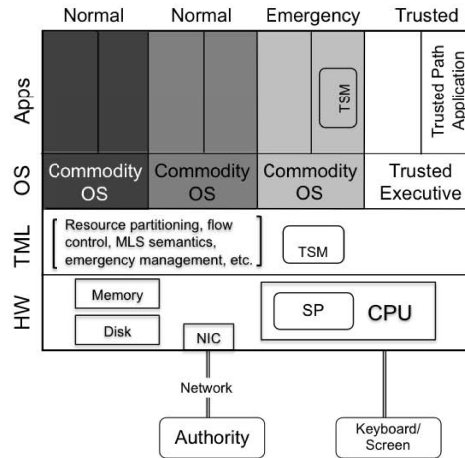 Normal
Normal
Emergency
Trusted
Apps
TSM
Trusted Path
Application
OS
Commodity
OS
Commodity
OS
Commodity
OS
Trusted
Executive
TML
Resource partitioning, flow
control, MLS semantics,
emergency management, etc.
TSM
HW
Memory
Disk
NIC
SP
CPU
Network
Authority
Keyboard/
Screen